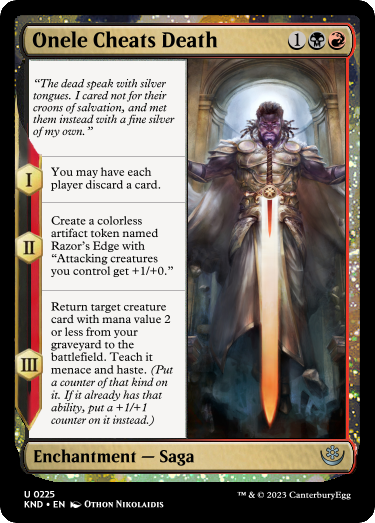 Onele Cheats Death 1
“The dead speak with silver
tongues. I cared not for their
croons of salvation, and met
them instead with a fine silver
of my own.”
I
You may have each
player discard a card.
II
Create a colorless
artifact token named
Razor’s Edge with
“Attacking creatures
you control get +1/+0.”
III
Return target creature
card with mana value 2
or less from your
graveyard to the
battlefield. Teach it
menace and haste. (Put
a counter of that kind on
it. If it already has that
ability, put a +1/+1
counter on it instead.)
Enchantment — Saga
U 0225
KND • EN OTHON NIKOLAIDIS
™ & © 2023 CanterburyEgg